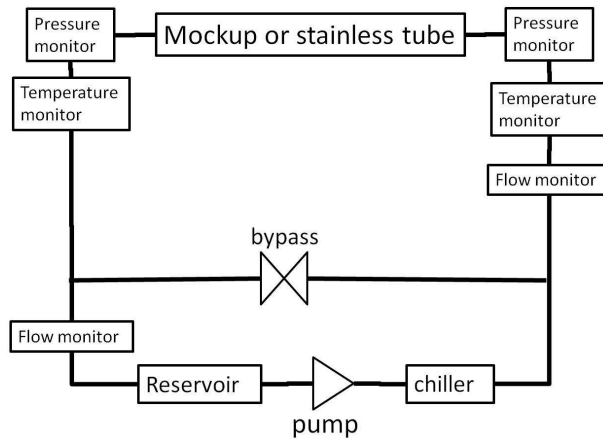 Pressure
monitor
Mockup or stainless tube
Pressure
monitor
Temperature
monitor
Temperature
monitor
Flow monitor
bypass
Flow monitor
Reservoir
chiller
pump